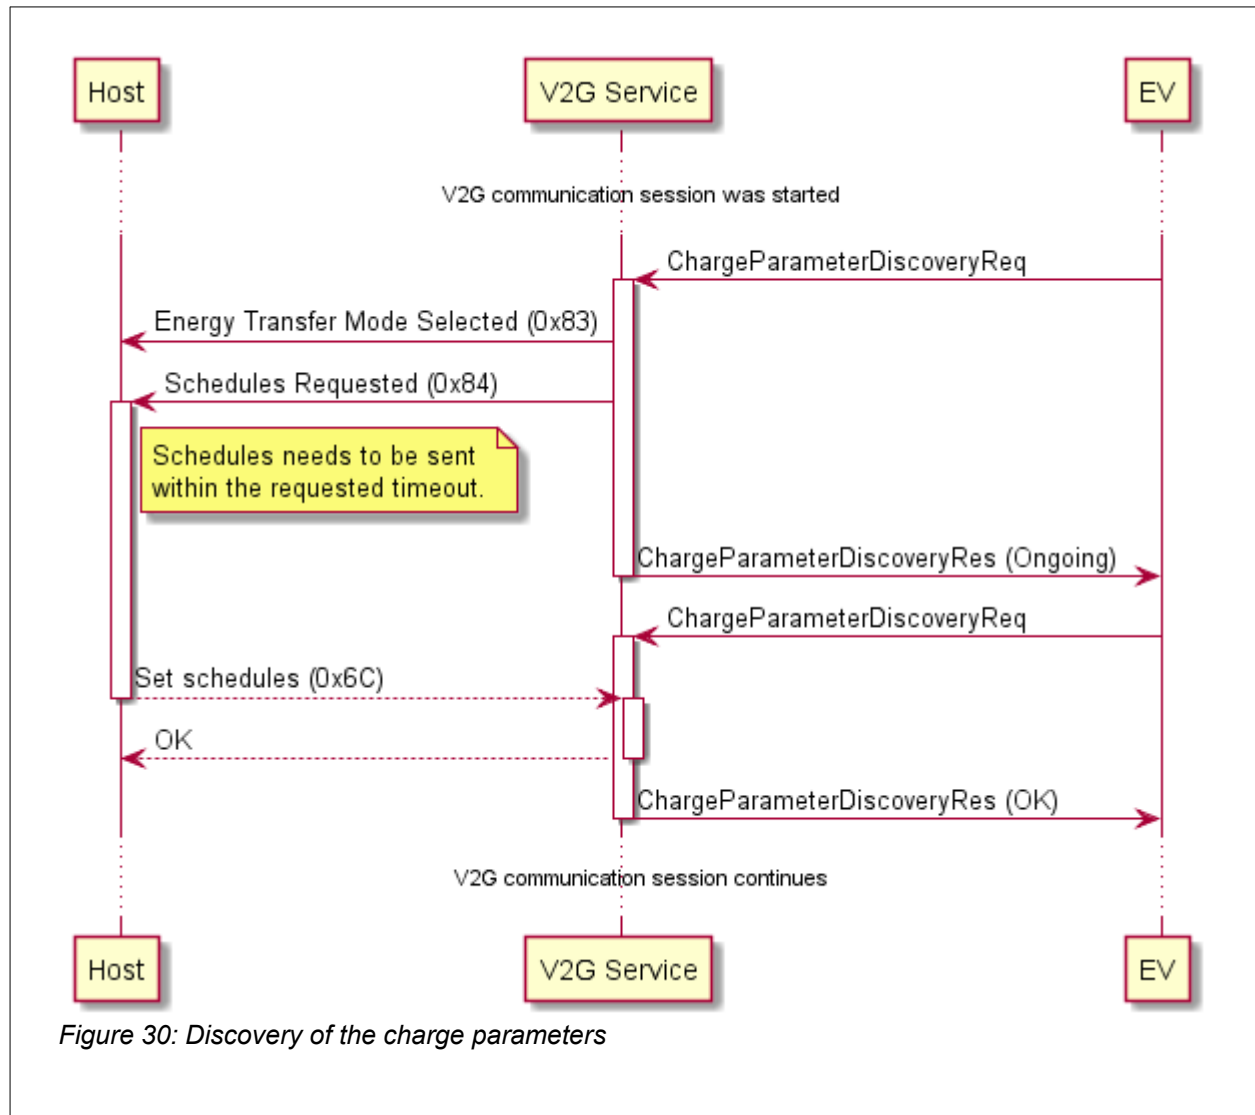 Host
V2G Service
EV
V2G communication session was started
ChargeParameterDiscoveryReq
Energy Transfer Mode Selected (0x83)
Schedules Requested (0x84)
Schedules needs to be sent
within the requested timeout.
ChargeParameterDiscoveryRes (Ongoing)
ChargeParameterDiscoveryReq
Set schedules (0x6C)
OK
ChargeParameterDiscoveryRes (OK)
V2G communication session continues
Host
V2G Service
EV
Figure 30: Discovery of the charge parameters